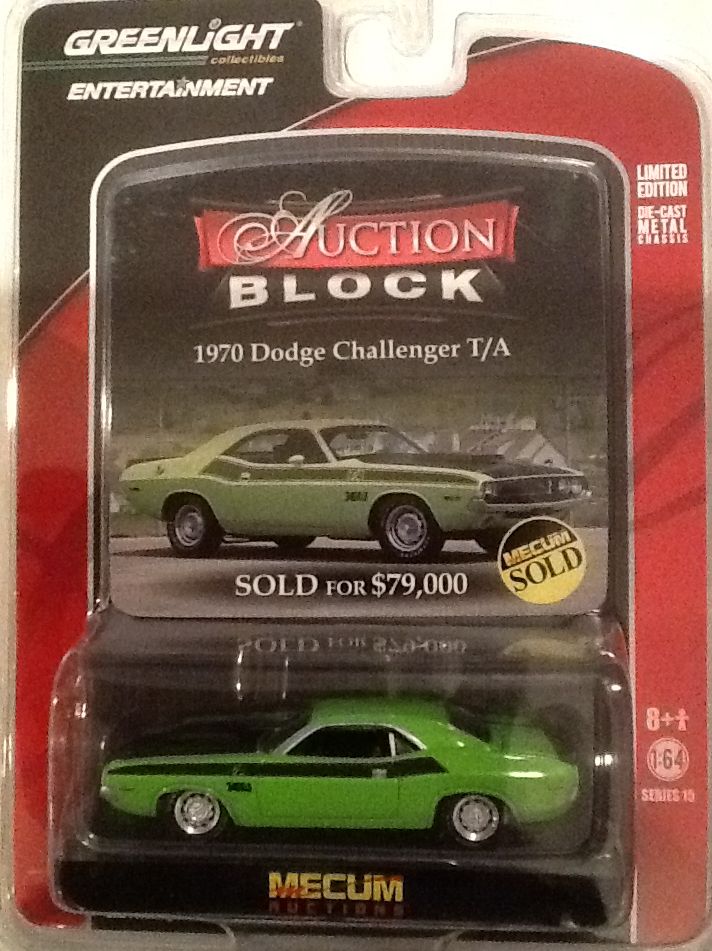 GREENLiGHT
collectibles
ENTERTAINMENT
LIMITED
EDITION
DIE-CAST
METAL
CHASSIS
AUCTION
BLOCK
1970 Dodge Challenger T/A
MECUM
SOLD
SOLD FOR $79,000
8+
1:64
SERIES 19
MECUM
AUCTIONS